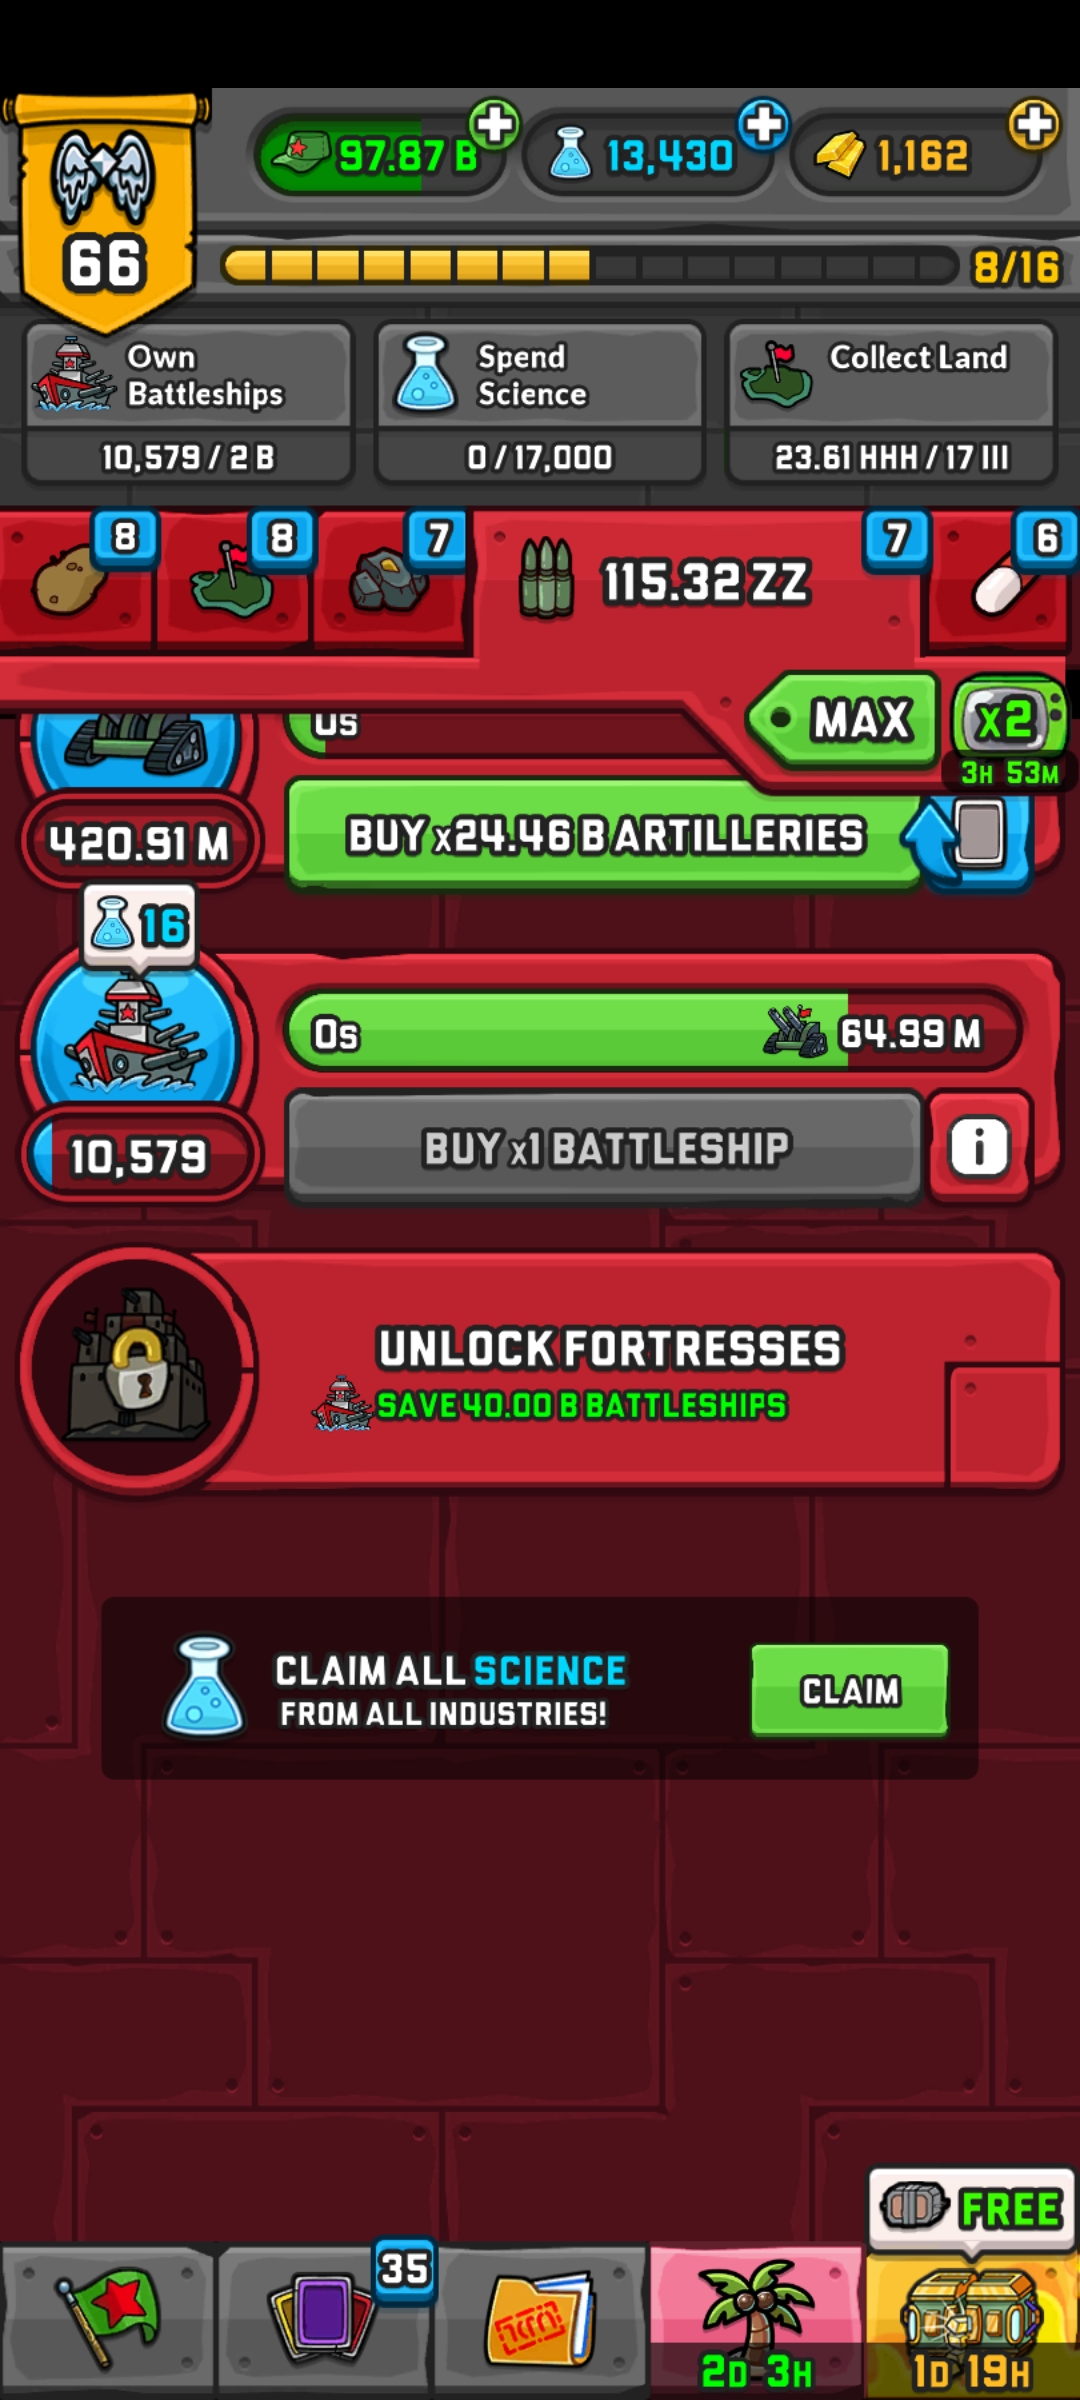 97.87 B
13,430
1,162
66
8/16
Own
Battleships
10,579 / 2 B
Spend
Science
0 / 17,000
Collect Land
23.61 HHH / 17 III
8
8
7
115.32 ZZ
7
6
MAX
x2
3H 53M
0s
420.91 M
BUY x24.46 B ARTILLERIES
16
0s
64.99 M
10,579
BUY x1 BATTLESHIP
i
UNLOCK FORTRESSES
SAVE 40.00 B BATTLESHIPS
CLAIM ALL SCIENCE
FROM ALL INDUSTRIES!
CLAIM
FREE
35
2D 3H
1D 19H